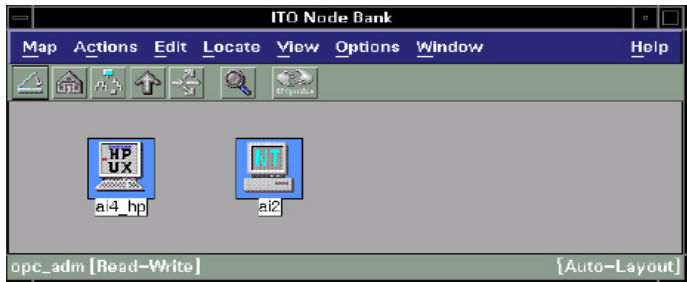 ITO Node Bank
Map Actions Edit Locate View Options Window Help
HP
UX
NT
ai4_hp ai2
opc_adm [Read-Write] [Auto-Layout]